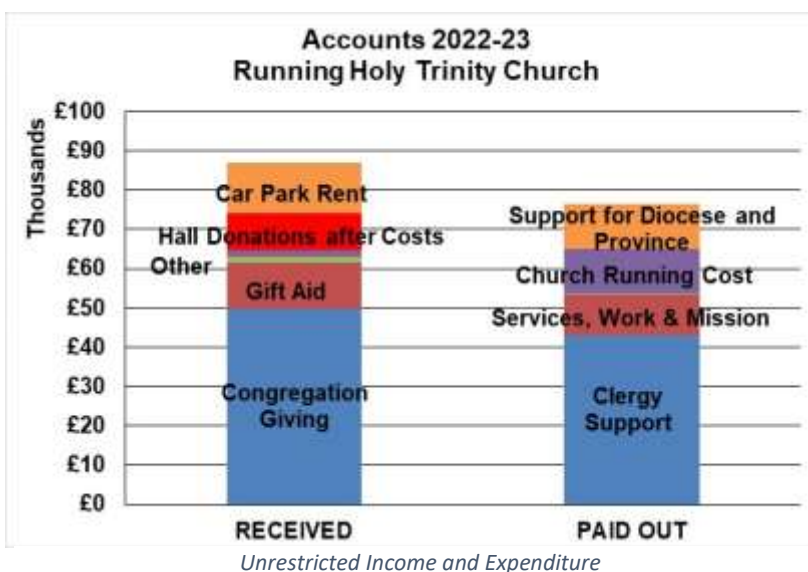 Accounts 2022-23
Running Holy Trinity Church
Thousands
£100
£90
£80
£70
£60
£50
£40
£30
£20
£10
£0
Car Park Rent
Hall Donations after Costs
Other
Gift Aid
Congregation
Giving
Support for Diocese and
Province
Church Running Cost
Services, Work & Mission
Clergy
Support
RECEIVED
PAID OUT
Unrestricted Income and Expenditure